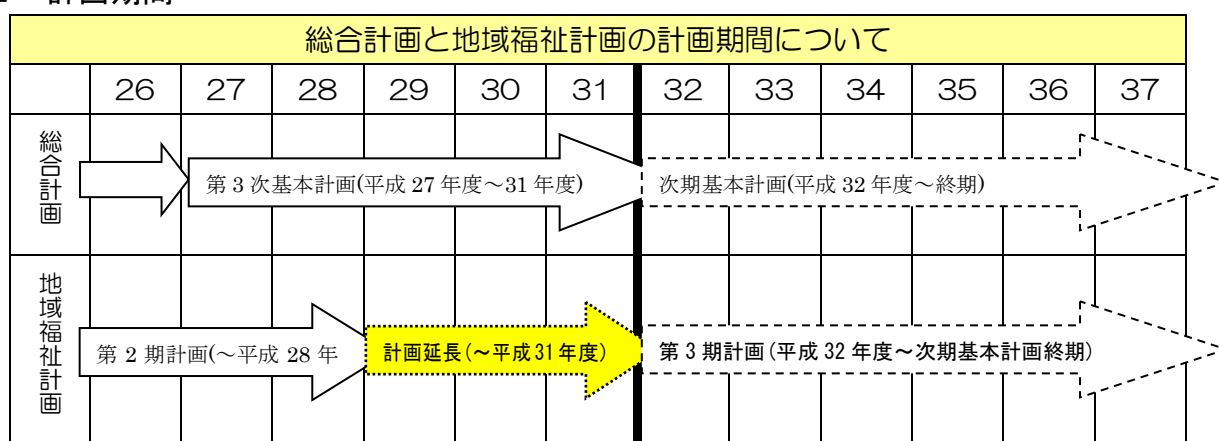 計画期間
総合計画と地域福祉計画の計画期間について
26 27 28 29 30 31 32 33 34 35 36 37
総合計画
第3次基本計画(平成27年度～31年度)
次期基本計画(平成32年度～終期)
地域福祉計画
第2期計画(～平成28年
計画延長(～平成31年度)
第3期計画(平成32年度～次期基本計画終期)